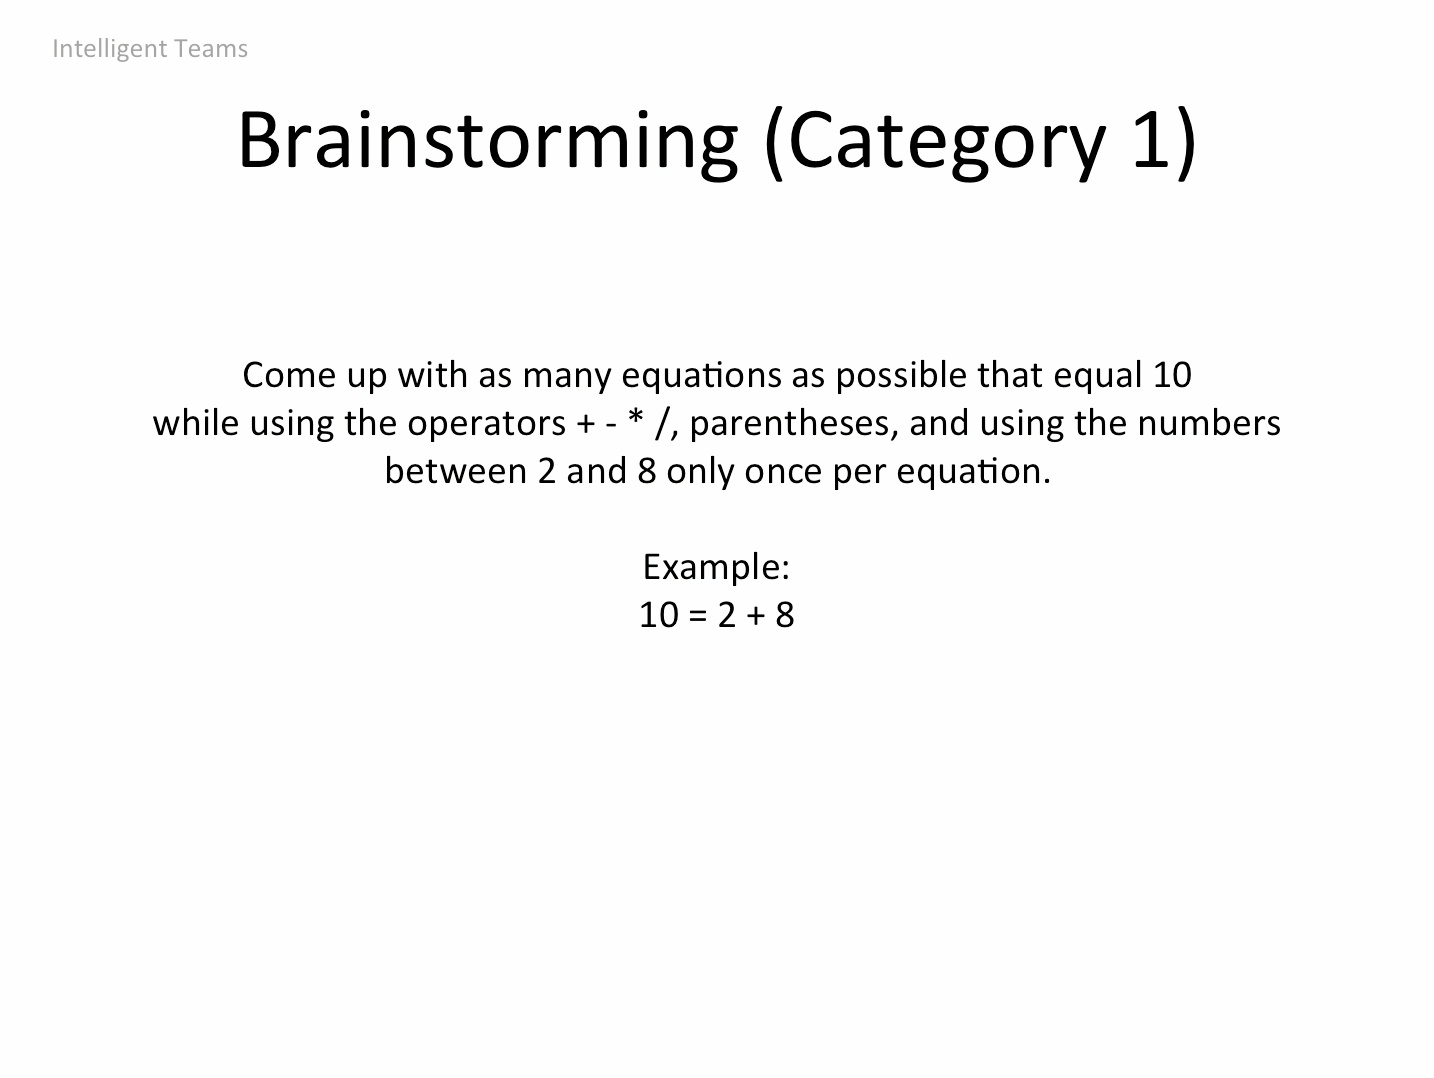 Intelligent Teams
Brainstorming (Category 1)
Come up with as many equations as possible that equal 10
while using the operators + - * /, parentheses, and using the numbers
between 2 and 8 only once per equation.
Example:
10 = 2 + 8